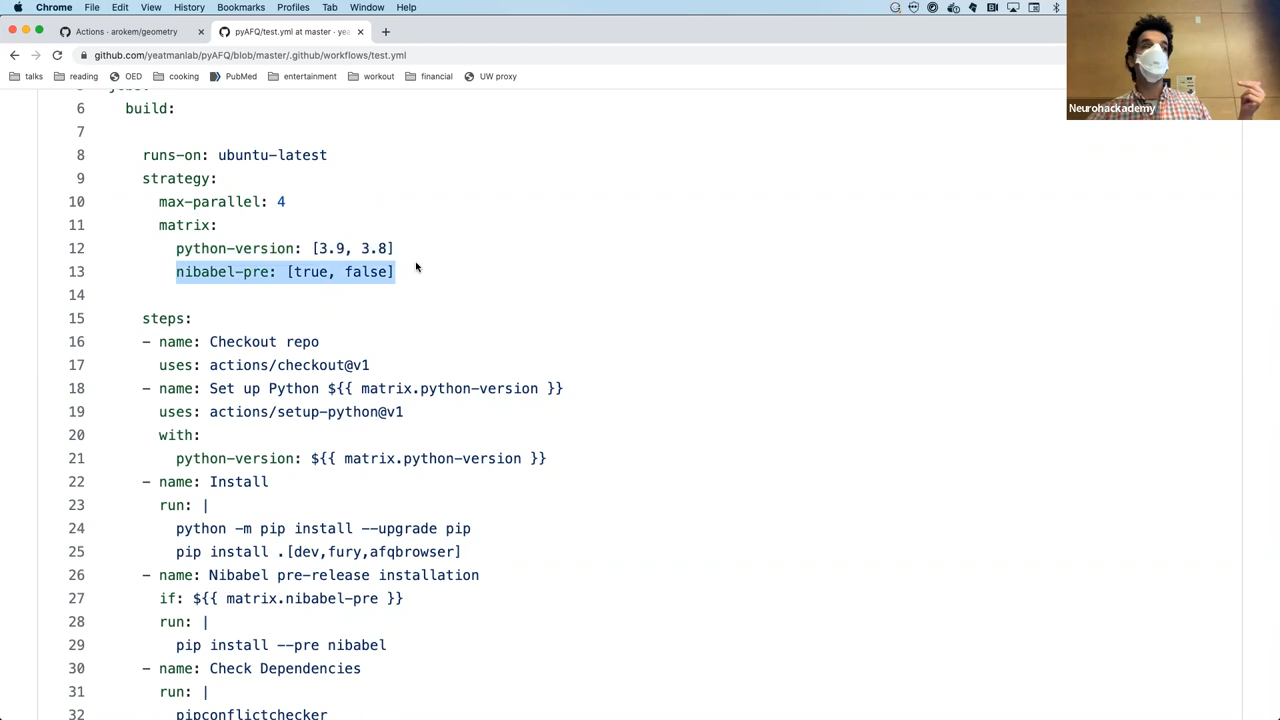 Chrome File Edit View History Bookmarks Profiles Tab Window Help
Actions · arokem/geometry
pyAFQ/test.yml at master · yea
github.com/yeatmanlab/pyAFQ/blob/master/.github/workflows/test.yml
talks reading OED cooking PubMed entertainment workout financial UW proxy
Neurohackademy
6 build:
7
8 runs-on: ubuntu-latest
9 strategy:
10 max-parallel: 4
11 matrix:
12 python-version: [3.9, 3.8]
13 nibabel-pre: [true, false]
14
15 steps:
16 - name: Checkout repo
17 uses: actions/checkout@v1
18 - name: Set up Python ${{ matrix.python-version }}
19 uses: actions/setup-python@v1
20 with:
21 python-version: ${{ matrix.python-version }}
22 - name: Install
23 run: |
24 python -m pip install --upgrade pip
25 pip install .[dev,fury,afqbrowser]
26 - name: Nibabel pre-release installation
27 if: ${{ matrix.nibabel-pre }}
28 run: |
29 pip install --pre nibabel
30 - name: Check Dependencies
31 run: |
32 pipconflictchecker